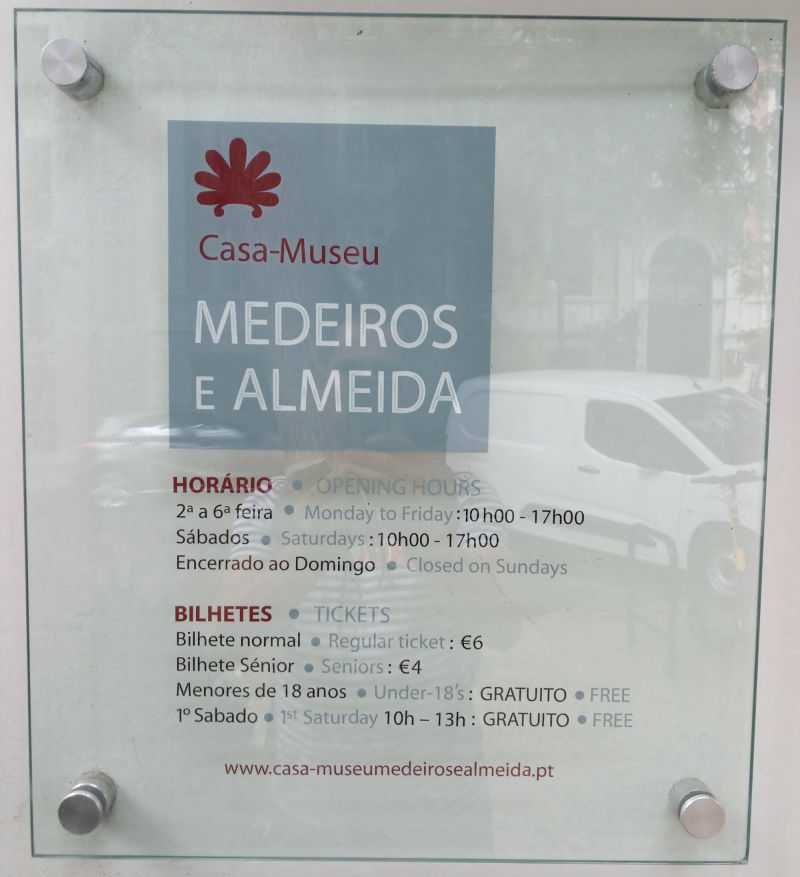 Casa-Museu
MEDEIROS
E ALMEIDA
HORÁRIO • OPENING HOURS
2ª a 6ª feira • Monday to Friday : 10h00 - 17h00
Sábados • Saturdays : 10h00 - 17h00
Encerrado ao Domingo • Closed on Sundays
BILHETES • TICKETS
Bilhete normal • Regular ticket : €6
Bilhete Sénior • Seniors : €4
Menores de 18 anos • Under-18's : GRATUITO • FREE
1º Sabado • 1st Saturday 10h – 13h : GRATUITO • FREE
www.casa-museumedeirosealmeida.pt